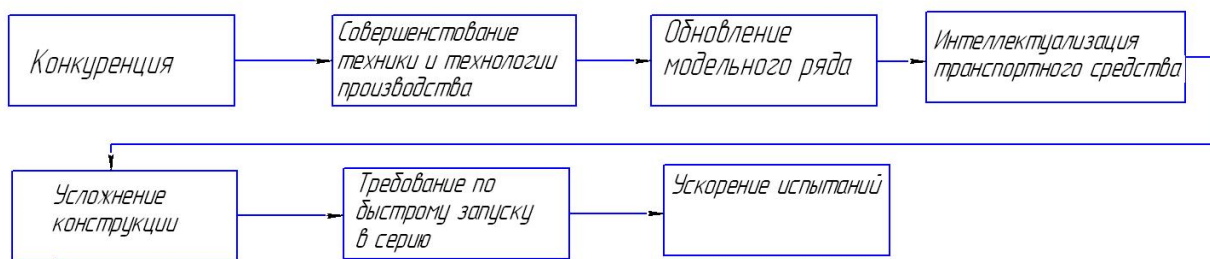 Конкуренция
Совершенстование
техники и технологии
производства
Обновление
модельного ряда
Интеллектуализация
транспортного средства
Усложнение
конструкции
Требование по
быстрому запуску
в серию
Ускорение испытаний